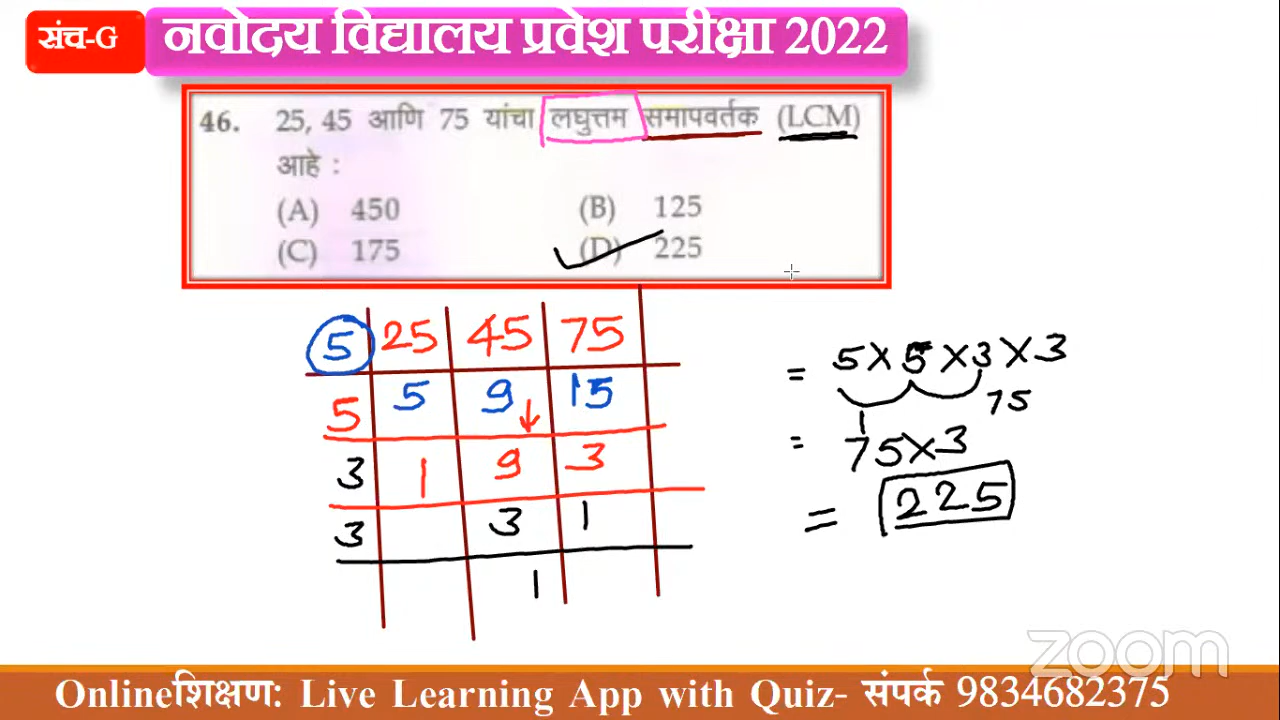 संच-G
नवोदय विद्यालय प्रवेश परीक्षा 2022
46. 25, 45 आणि 75 यांचा लघुत्तम समापवर्तक (LCM)
आहे :
(A) 450 (B) 125
(C) 175 (D) 225
5 25 45 75
5 5 9 15
3 1 9 3
3 3 1
1
= 5×5×3×3
75
= 75×3
= 225
zoom
Onlineशिक्षण: Live Learning App with Quiz- संपर्क 9834682375